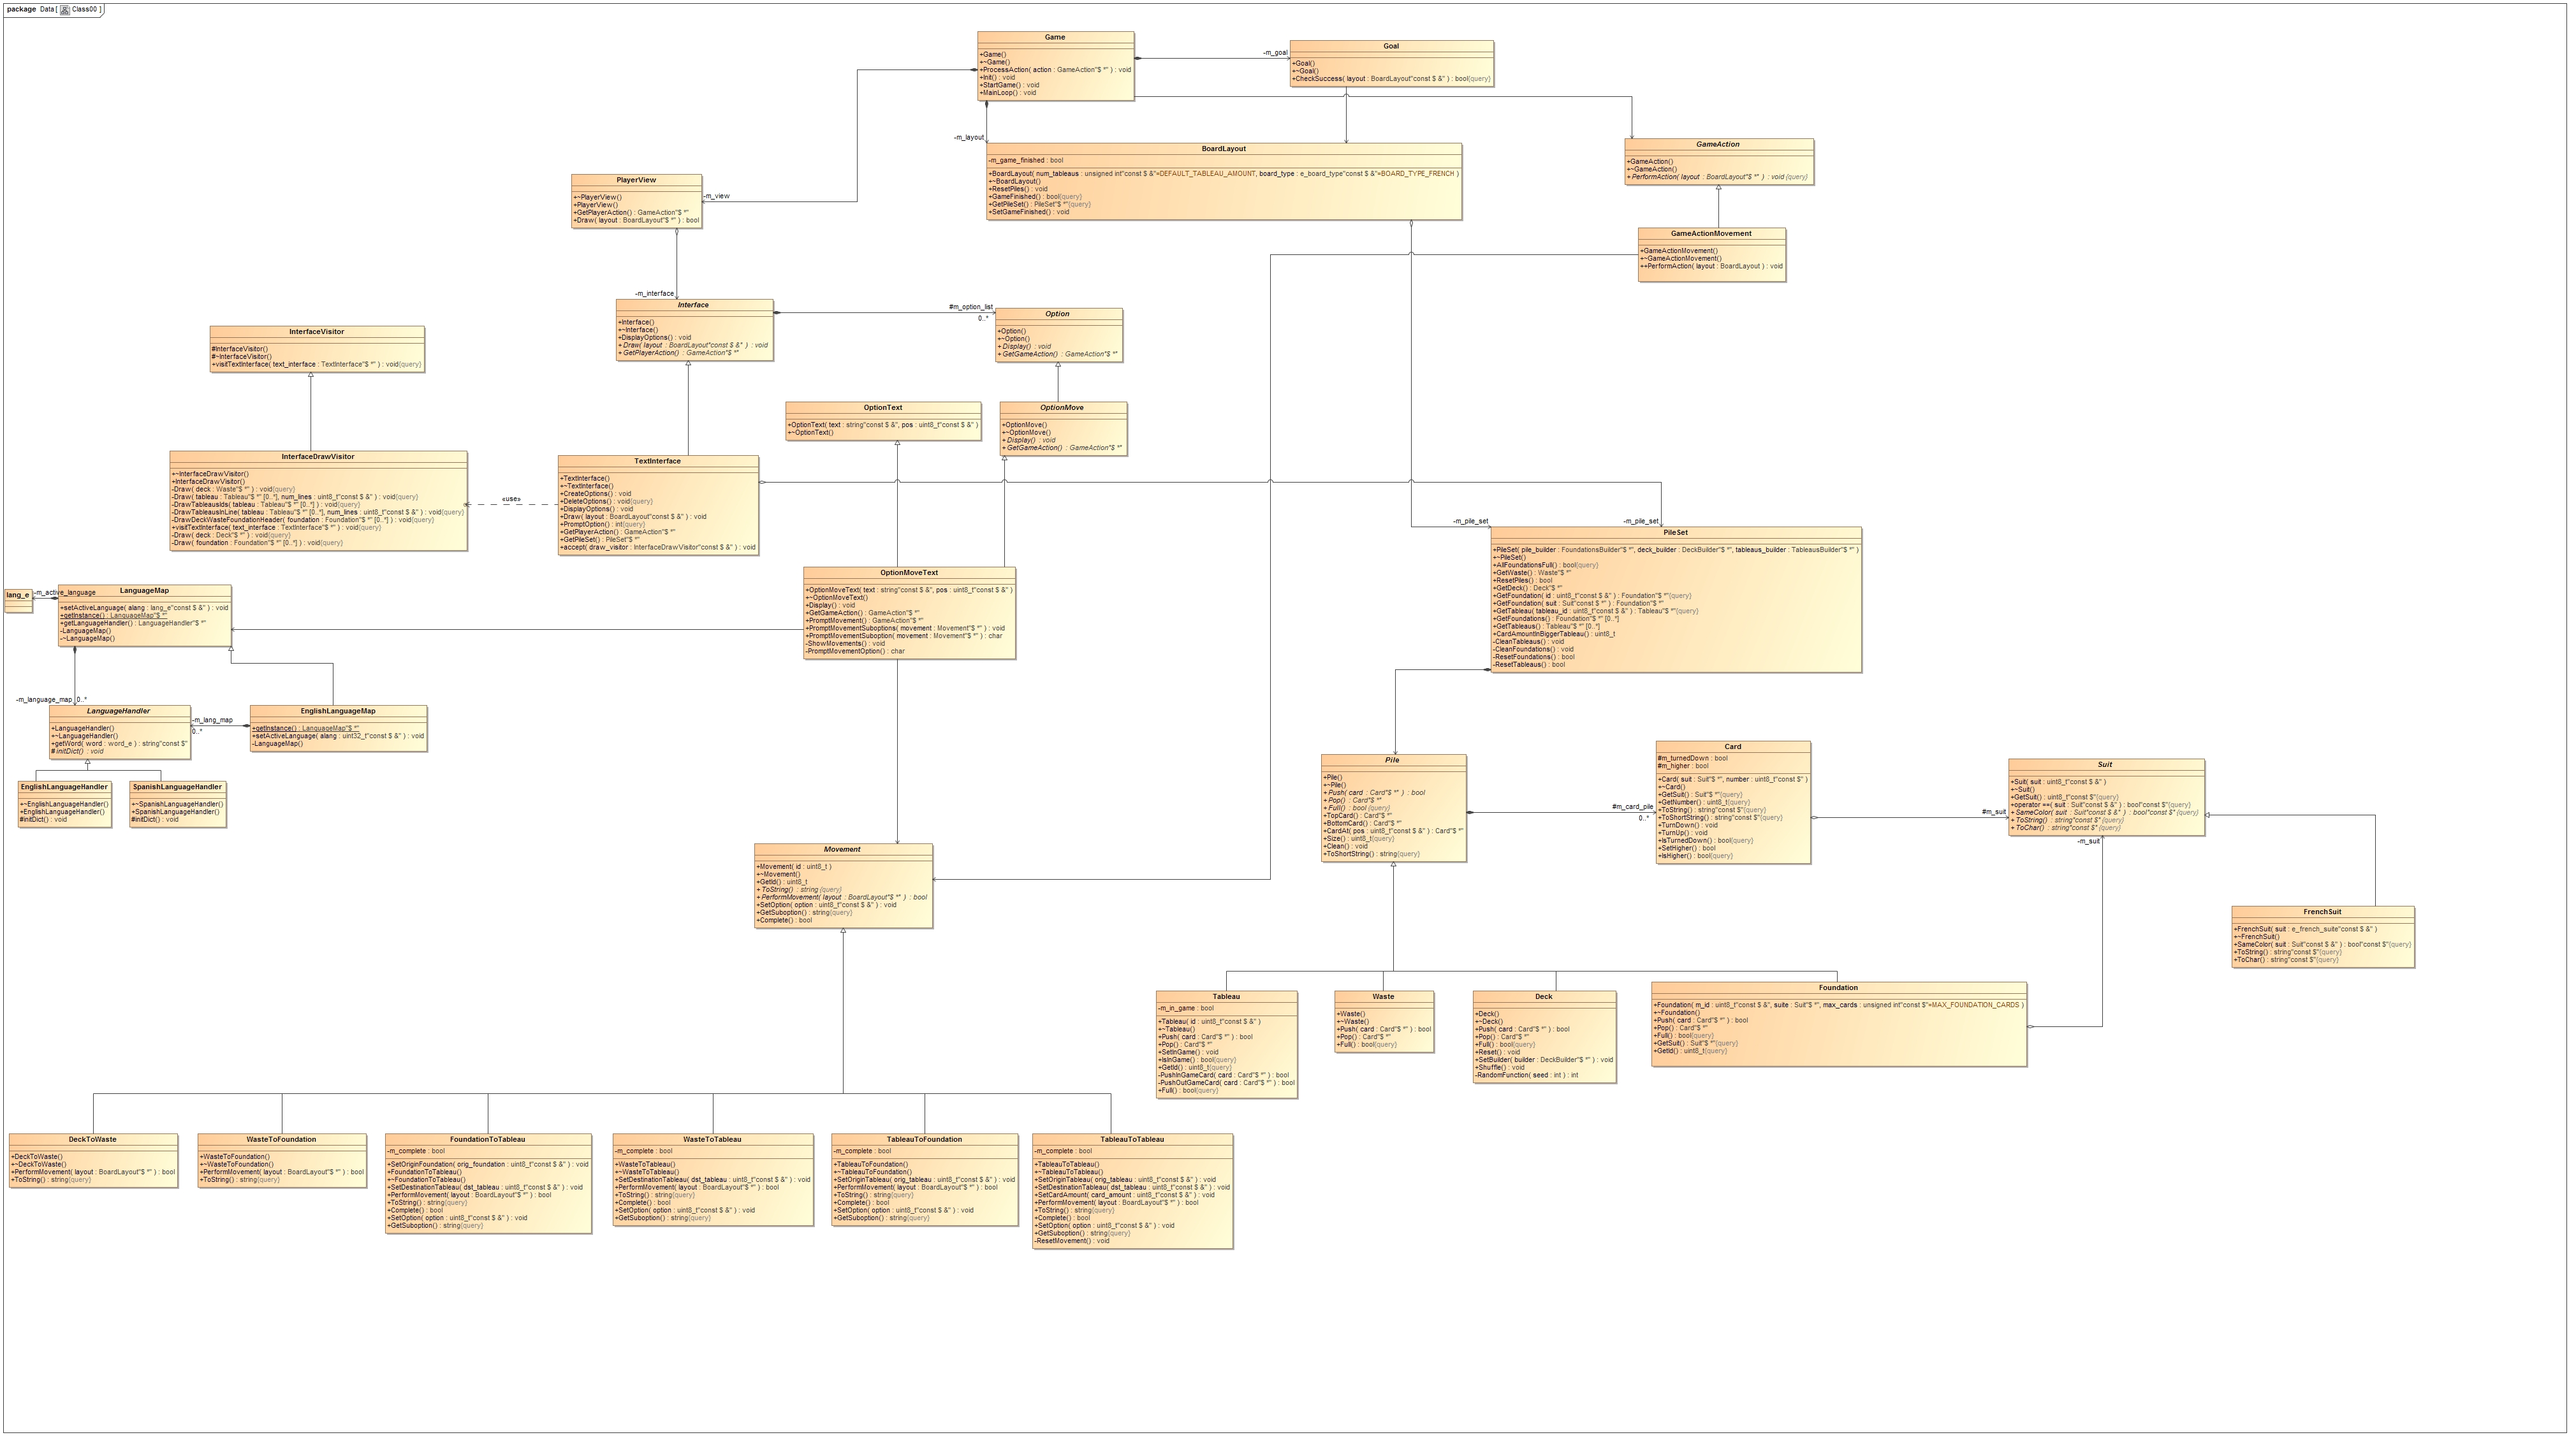 package Data [ Class00 ]
Game
+Game()
+~Game()
+ProcessAction( action : GameAction"$ *" ) : void
+Init() : void
+StartGame() : void
+MainLoop() : void
-m_goal
Goal
+Goal()
+~Goal()
+CheckSuccess( layout : BoardLayout"const $ &" ) : bool{query}
-m_layout
BoardLayout
-m_game_finished : bool
+BoardLayout( num_tableaus : unsigned int"const $ &"=DEFAULT_TABLEAU_AMOUNT, board_type : e_board_type"const $ &"=BOARD_TYPE_FRENCH )
+~BoardLayout()
+ResetPiles() : void
+GameFinished() : bool{query}
+GetPileSet() : PileSet"$ *"{query}
+SetGameFinished() : void
GameAction
+GameAction()
+~GameAction()
+PerformAction( layout : BoardLayout"$ *" ) : void{query}
PlayerView
+~PlayerView()
+PlayerView()
+GetPlayerAction() : GameAction"$ *"
+Draw( layout : BoardLayout"$ *" ) : bool
-m_view
GameActionMovement
+GameActionMovement()
+~GameActionMovement()
++PerformAction( layout : BoardLayout ) : void
-m_interface
Interface
+Interface()
+~Interface()
+DisplayOptions() : void
+Draw( layout : BoardLayout"const $ &" ) : void
+GetPlayerAction() : GameAction"$ *"
#m_option_list
0..*
Option
+Option()
+~Option()
+Display() : void
+GetGameAction() : GameAction"$ *"
InterfaceVisitor
#InterfaceVisitor()
#~InterfaceVisitor()
+visitTextInterface( text_interface : TextInterface"$ *" ) : void{query}
OptionText
+OptionText( text : string"const $ &", pos : uint8_t"const $ &" )
+~OptionText()
OptionMove
+OptionMove()
+~OptionMove()
+Display() : void
+GetGameAction() : GameAction"$ *"
InterfaceDrawVisitor
+~InterfaceDrawVisitor()
+InterfaceDrawVisitor()
-Draw( deck : Waste"$ *" ) : void{query}
-Draw( tableau : Tableau"$ *" [0..*], num_lines : uint8_t"const $ &" ) : void{query}
-DrawTableausIds( tableau : Tableau"$ *" [0..*] ) : void{query}
-DrawTableausInLine( tableau : Tableau"$ *" [0..*], num_lines : uint8_t"const $ &" ) : void{query}
-DrawDeckWasteFoundationHeader( foundation : Foundation"$ *" [0..*] ) : void{query}
+visitTextInterface( text_interface : TextInterface"$ *" ) : void{query}
-Draw( deck : Deck"$ *" ) : void{query}
-Draw( foundation : Foundation"$ *" [0..*] ) : void{query}
«use»
TextInterface
+TextInterface()
+~TextInterface()
+CreateOptions() : void
+DeleteOptions() : void{query}
+DisplayOptions() : void
+Draw( layout : BoardLayout"const $ &" ) : void
+PromptOption() : int{query}
+GetPlayerAction() : GameAction"$ *"
+GetPileSet() : PileSet"$ *"
+accept( draw_visitor : InterfaceDrawVisitor"const $ &" ) : void
-m_pile_set
-m_pile_set
PileSet
+PileSet( pile_builder : FoundationsBuilder"$ *", deck_builder : DeckBuilder"$ *", tableaus_builder : TableausBuilder"$ *" )
+~PileSet()
+AllFoundationsFull() : bool{query}
+GetWaste() : Waste"$ *"
+ResetPiles() : bool
+GetDeck() : Deck"$ *"
+GetFoundation( id : uint8_t"const $ &" ) : Foundation"$ *"{query}
+GetFoundation( suit : Suit"const $ *" ) : Foundation"$ *"
+GetTableau( tableau_id : uint8_t"const $ &" ) : Tableau"$ *"{query}
+GetFoundations() : Foundation"$ *" [0..*]
+GetTableaus() : Tableau"$ *" [0..*]
+CardAmountInBiggerTableau() : uint8_t
-CleanTableaus() : void
-CleanFoundations() : void
-ResetFoundations() : bool
-ResetTableaus() : bool
OptionMoveText
+OptionMoveText( text : string"const $ &", pos : uint8_t"const $ &" )
+~OptionMoveText()
+Display() : void
+GetGameAction() : GameAction"$ *"
+PromptMovement() : GameAction"$ *"
+PromptMovementSuboptions( movement : Movement"$ *" ) : void
+PromptMovementSuboption( movement : Movement"$ *" ) : char
-ShowMovements() : void
-PromptMovementOption() : char
lang_e
-m_active_language
LanguageMap
+setActiveLanguage( alang : lang_e"const $ &" ) : void
+getInstance() : LanguageMap"$ *"
+getLanguageHandler() : LanguageHandler"$ *"
-LanguageMap()
-~LanguageMap()
-m_language_map
0..*
LanguageHandler
+LanguageHandler()
+~LanguageHandler()
+getWord( word : word_e ) : string"const $"
#initDict() : void
-m_lang_map
0..*
EnglishLanguageMap
+getInstance() : LanguageMap"$ *"
+setActiveLanguage( alang : uint32_t"const $ &" ) : void
-LanguageMap()
EnglishLanguageHandler
+~EnglishLanguageHandler()
+EnglishLanguageHandler()
#initDict() : void
SpanishLanguageHandler
+~SpanishLanguageHandler()
+SpanishLanguageHandler()
#initDict() : void
Pile
+Pile()
+~Pile()
+Push( card : Card"$ *" ) : bool
+Pop() : Card"$ *"
+Full() : bool{query}
+TopCard() : Card"$ *"
+BottomCard() : Card"$ *"
+CardAt( pos : uint8_t"const $ &" ) : Card"$ *"
+Size() : uint8_t{query}
+Clean() : void
+ToShortString() : string{query}
#m_card_pile
0..*
Card
#m_turnedDown : bool
#m_higher : bool
+Card( suit : Suit"$ *", number : uint8_t"const $" )
+~Card()
+GetSuit() : Suit"$ *"{query}
+GetNumber() : uint8_t{query}
+ToString() : string"const $"{query}
+ToShortString() : string"const $"{query}
+TurnDown() : void
+TurnUp() : void
+IsTurnedDown() : bool{query}
+SetHigher() : bool
+IsHigher() : bool{query}
#m_suit
Suit
+Suit( suit : uint8_t"const $ &" )
+~Suit()
+GetSuit() : uint8_t"const $"{query}
+operator ==( suit : Suit"const $ &" ) : bool"const $"{query}
+SameColor( suit : Suit"const $ &" ) : bool"const $"{query}
+ToString() : string"const $"{query}
+ToChar() : string"const $"{query}
-m_suit
FrenchSuit
+FrenchSuit( suit : e_french_suite"const $ &" )
+~FrenchSuit()
+SameColor( suit : Suit"const $ &" ) : bool"const $"{query}
+ToString() : string"const $"{query}
+ToChar() : string"const $"{query}
Movement
+Movement( id : uint8_t )
+~Movement()
+GetId() : uint8_t
+ToString() : string{query}
+PerformMovement( layout : BoardLayout"$ *" ) : bool
+SetOption( option : uint8_t"const $ &" ) : void
+GetSuboption() : string{query}
+Complete() : bool
Tableau
-m_in_game : bool
+Tableau( id : uint8_t"const $ &" )
+~Tableau()
+Push( card : Card"$ *" ) : bool
+Pop() : Card"$ *"
+SetInGame() : void
+IsInGame() : bool{query}
+GetId() : uint8_t{query}
-PushInGameCard( card : Card"$ *" ) : bool
-PushOutGameCard( card : Card"$ *" ) : bool
+Full() : bool{query}
Waste
+Waste()
+~Waste()
+Push( card : Card"$ *" ) : bool
+Pop() : Card"$ *"
+Full() : bool{query}
Deck
+Deck()
+~Deck()
+Push( card : Card"$ *" ) : bool
+Pop() : Card"$ *"
+Full() : bool{query}
+Reset() : void
+SetBuilder( builder : DeckBuilder"$ *" ) : void
+Shuffle() : void
-RandomFunction( seed : int ) : int
Foundation
+Foundation( m_id : uint8_t"const $ &", suite : Suit"$ *", max_cards : unsigned int"const $"=MAX_FOUNDATION_CARDS )
+~Foundation()
+Push( card : Card"$ *" ) : bool
+Pop() : Card"$ *"
+Full() : bool{query}
+GetSuit() : Suit"$ *"{query}
+GetId() : uint8_t{query}
DeckToWaste
+DeckToWaste()
+~DeckToWaste()
+PerformMovement( layout : BoardLayout"$ *" ) : bool
+ToString() : string{query}
WasteToFoundation
+WasteToFoundation()
+~WasteToFoundation()
+PerformMovement( layout : BoardLayout"$ *" ) : bool
+ToString() : string{query}
FoundationToTableau
-m_complete : bool
+SetOriginFoundation( orig_foundation : uint8_t"const $ &" ) : void
+FoundationToTableau()
+~FoundationToTableau()
+SetDestinationTableau( dst_tableau : uint8_t"const $ &" ) : void
+PerformMovement( layout : BoardLayout"$ *" ) : bool
+ToString() : string{query}
+Complete() : bool
+SetOption( option : uint8_t"const $ &" ) : void
+GetSuboption() : string{query}
WasteToTableau
-m_complete : bool
+WasteToTableau()
+~WasteToTableau()
+SetDestinationTableau( dst_tableau : uint8_t"const $ &" ) : void
+PerformMovement( layout : BoardLayout"$ *" ) : bool
+ToString() : string{query}
+Complete() : bool
+SetOption( option : uint8_t"const $ &" ) : void
+GetSuboption() : string{query}
TableauToFoundation
-m_complete : bool
+TableauToFoundation()
+~TableauToFoundation()
+SetOriginTableau( orig_tableau : uint8_t"const $ &" ) : void
+PerformMovement( layout : BoardLayout"$ *" ) : bool
+ToString() : string{query}
+Complete() : bool
+SetOption( option : uint8_t"const $ &" ) : void
+GetSuboption() : string{query}
TableauToTableau
-m_complete : bool
+TableauToTableau()
+~TableauToTableau()
+SetOriginTableau( orig_tableau : uint8_t"const $ &" ) : void
+SetDestinationTableau( dst_tableau : uint8_t"const $ &" ) : void
+SetCardAmount( card_amount : uint8_t"const $ &" ) : void
+PerformMovement( layout : BoardLayout"$ *" ) : bool
+ToString() : string{query}
+Complete() : bool
+SetOption( option : uint8_t"const $ &" ) : void
+GetSuboption() : string{query}
-ResetMovement() : void